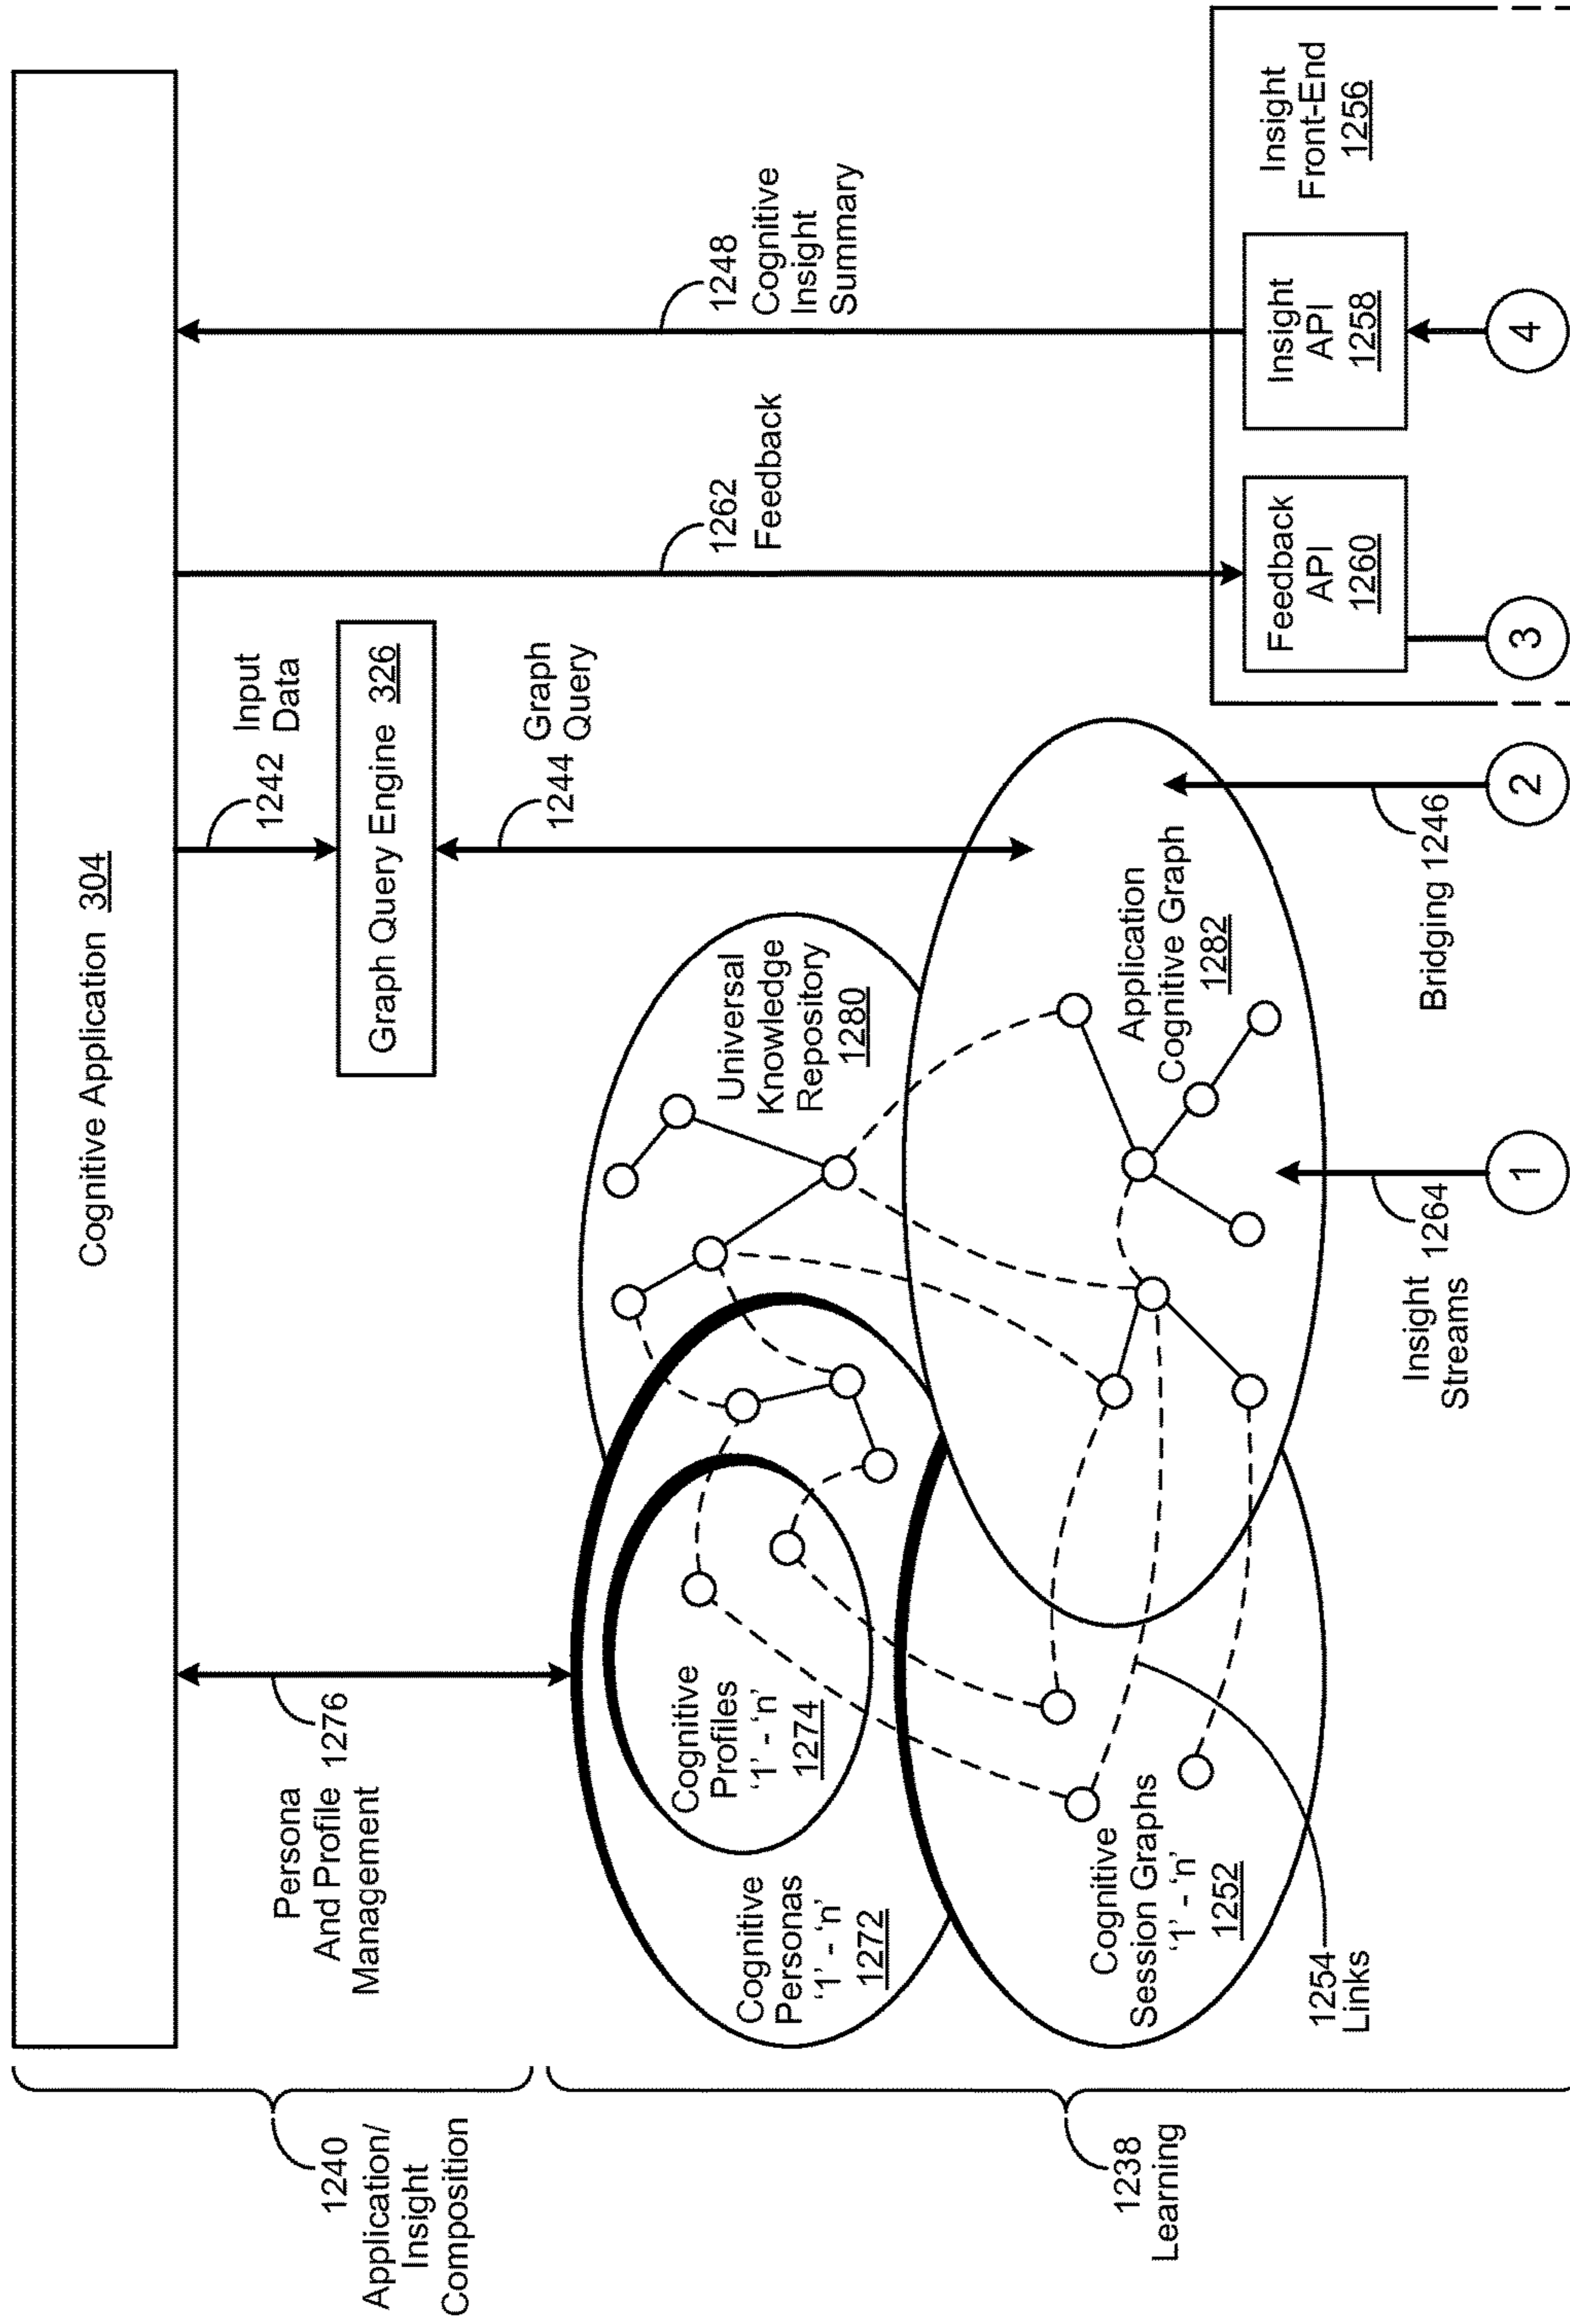 Cognitive Application 304
1240
Application/
Insight
Composition
Persona
And Profile 1276
Management
1242
Input
Data
Graph Query Engine 326
1244
Graph
Query
1262
Feedback
1248
Cognitive
Insight
Summary
1238
Learning
Cognitive
Personas
'1' - 'n'
1272
Cognitive
Profiles
'1' - 'n'
1274
Universal
Knowledge
Repository
1280
Cognitive
Session Graphs
'1' - 'n'
1252
Application
Cognitive Graph
1282
1254
Links
Insight
Streams
1264
Bridging 1246
Feedback
API
1260
Insight
API
1258
Insight
Front-End
1256
1
2
3
4